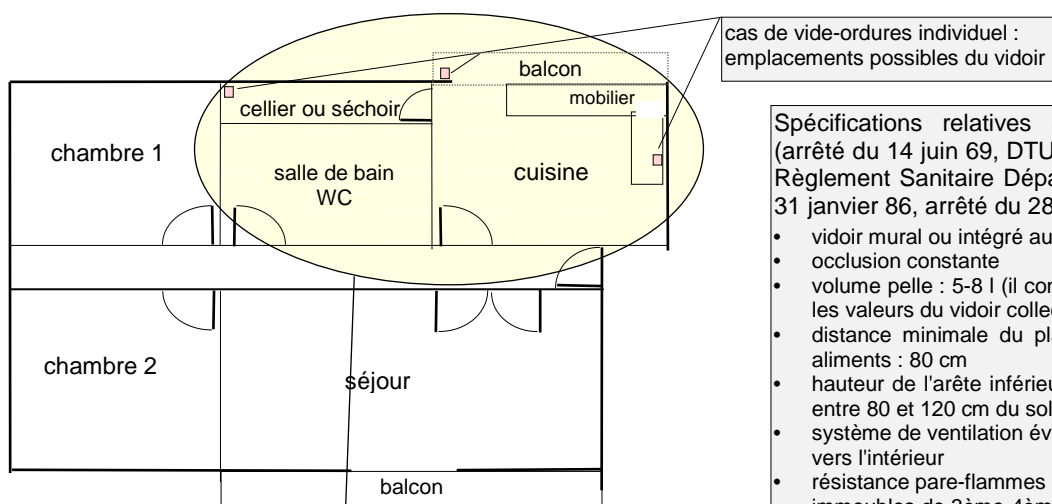 cas de vide-ordures individuel :
emplacements possibles du vidoir
balcon
mobilier
cellier ou séchoir
chambre 1
salle de bain
WC
cuisine
chambre 2
séjour
balcon
Spécifications relatives
(arrêté du 14 juin 69, DTU
Règlement Sanitaire Dépa
31 janvier 86, arrêté du 28
• vidoir mural ou intégré au
• occlusion constante
• volume pelle : 5-8 l (il con
les valeurs du vidoir collec
• distance minimale du pla
aliments : 80 cm
• hauteur de l'arête inférieu
entre 80 et 120 cm du sol
• système de ventilation év
vers l'intérieur
• résistance pare-flammes